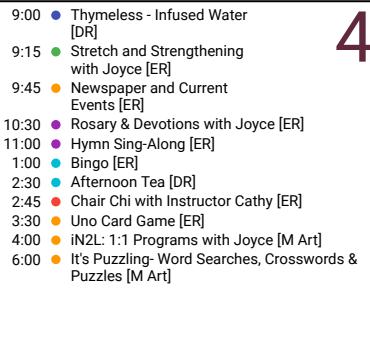 4
9:00 Thymeless - Infused Water
[DR]
9:15 Stretch and Strengthening
with Joyce [ER]
9:45 Newspaper and Current
Events [ER]
10:30 Rosary & Devotions with Joyce [ER]
11:00 Hymn Sing-Along [ER]
1:00 Bingo [ER]
2:30 Afternoon Tea [DR]
2:45 Chair Chi with Instructor Cathy [ER]
3:30 Uno Card Game [ER]
4:00 iN2L: 1:1 Programs with Joyce [M Art]
6:00 It's Puzzling- Word Searches, Crosswords &
Puzzles [M Art]